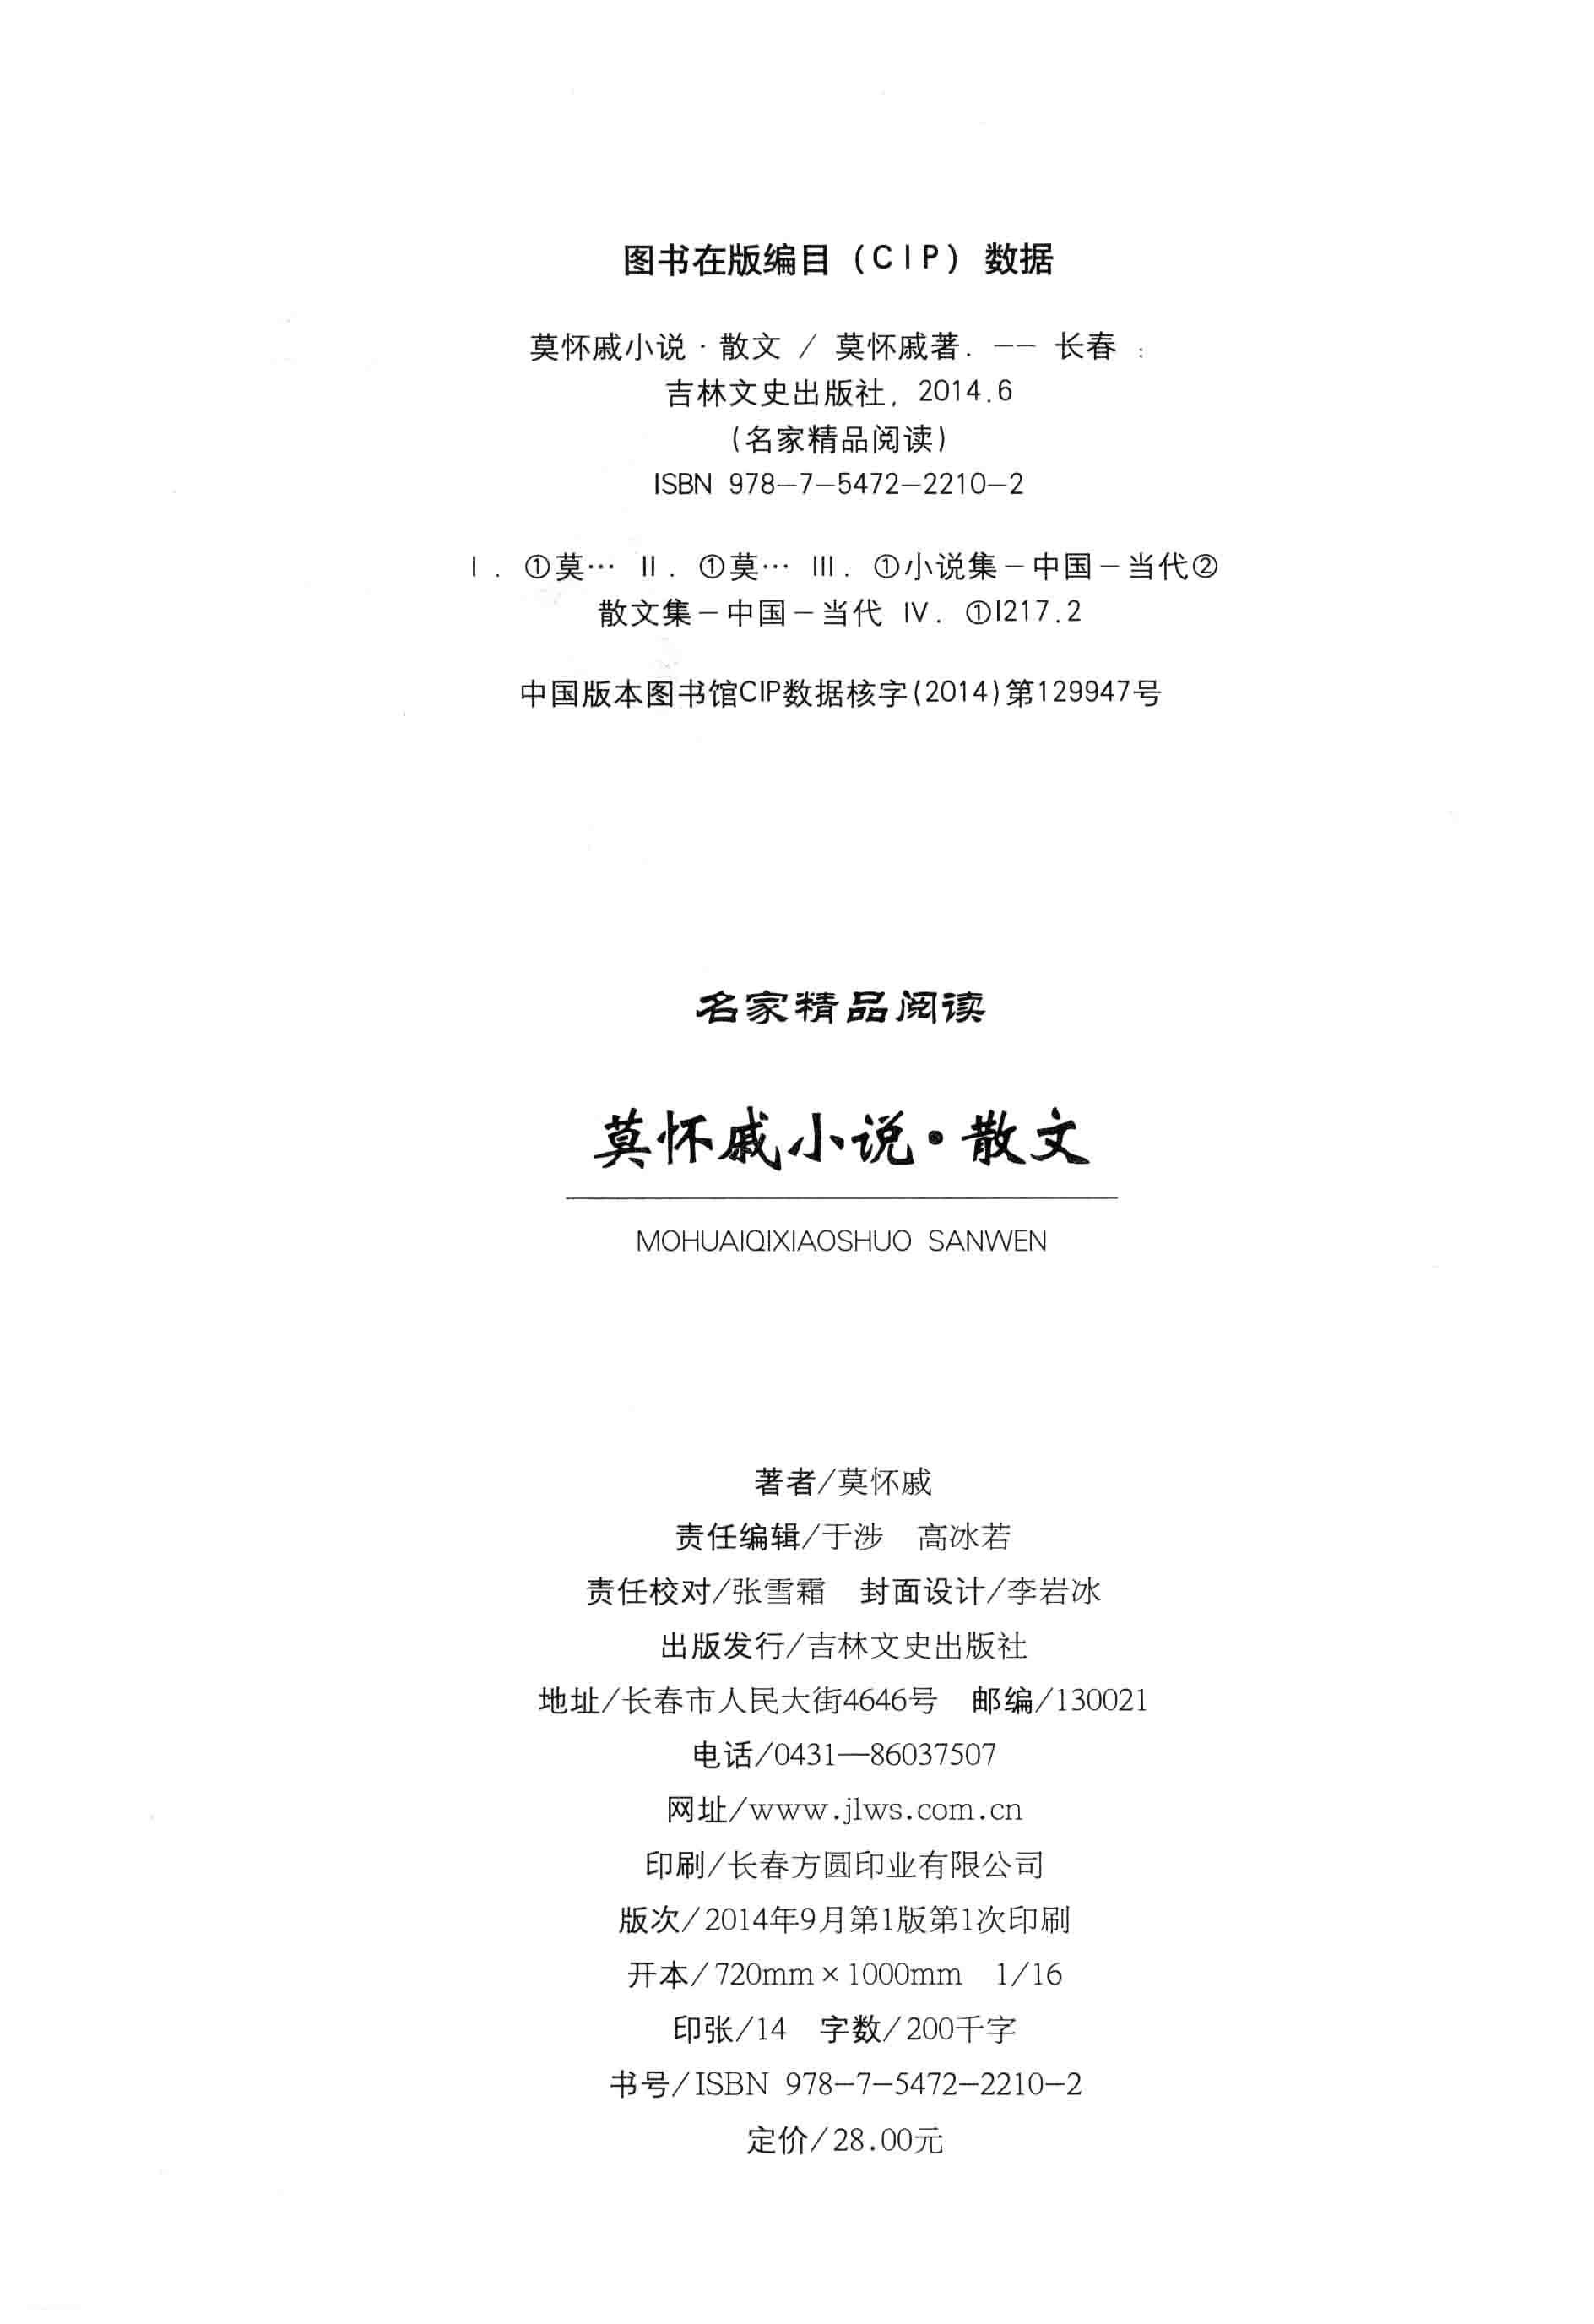 图书在版编目(CIP)数据
莫怀戚小说·散文 / 莫怀戚著. -- 长春 :
吉林文史出版社, 2014.6
(名家精品阅读)
ISBN 978-7-5472-2210-2
Ⅰ. ①莫… Ⅱ. ①莫… Ⅲ. ①小说集-中国-当代②
散文集-中国-当代 Ⅳ. ①I217.2
中国版本图书馆CIP数据核字(2014)第129947号
名家精品阅读
莫怀戚小说·散文
MOHUAIQIXIAOSHUO SANWEN
著者/莫怀戚
责任编辑/于涉 高冰若
责任校对/张雪霜 封面设计/李岩冰
出版发行/吉林文史出版社
地址/长春市人民大街4646号 邮编/130021
电话/0431—86037507
网址/www.jlws.com.cn
印刷/长春方圆印业有限公司
版次/2014年9月第1版第1次印刷
开本/720mm×1000mm 1/16
印张/14 字数/200千字
书号/ISBN 978-7-5472-2210-2
定价/28.00元